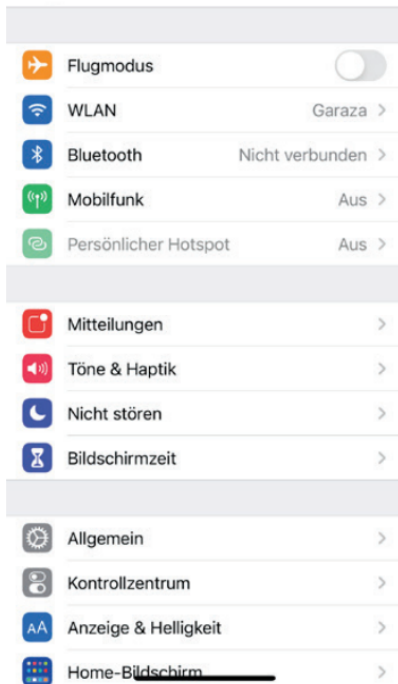 Flugmodus
WLAN Garaza
Bluetooth Nicht verbunden
Mobilfunk Aus
Persönlicher Hotspot Aus
Mitteilungen
Töne & Haptik
Nicht stören
Bildschirmzeit
Allgemein
Kontrollzentrum
AA Anzeige & Helligkeit
Home-Bildschirm